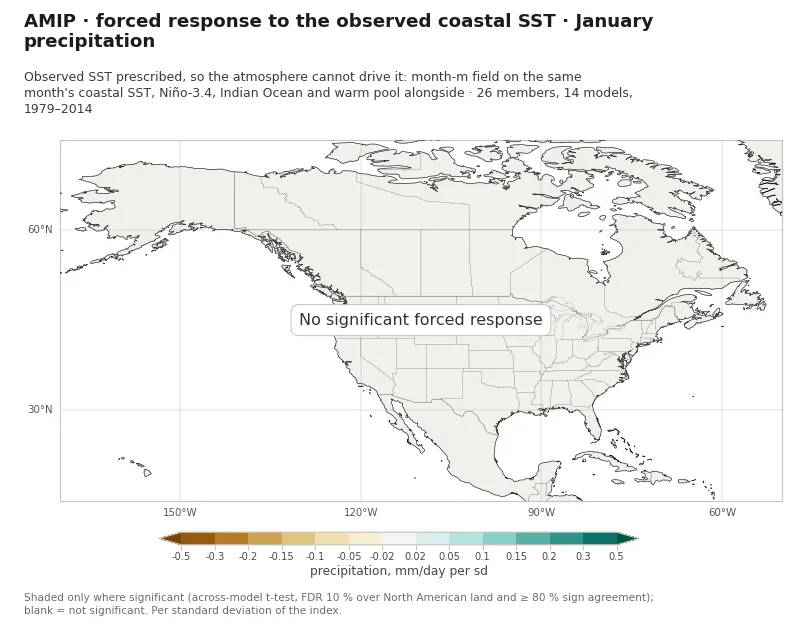 AMIP · forced response to the observed coastal SST · January
precipitation
Observed SST prescribed, so the atmosphere cannot drive it: month-m field on the same
month's coastal SST, Niño-3.4, Indian Ocean and warm pool alongside · 26 members, 14 models,
1979–2014
60°N
No significant forced response
30°N
150°W 120°W 90°W 60°W
-0.5 -0.3 -0.2 -0.15 -0.1 -0.05 -0.02 0.02 0.05 0.1 0.15 0.2 0.3 0.5
precipitation, mm/day per sd
Shaded only where significant (across-model t-test, FDR 10 % over North American land and ≥ 80 % sign agreement);
blank = not significant. Per standard deviation of the index.